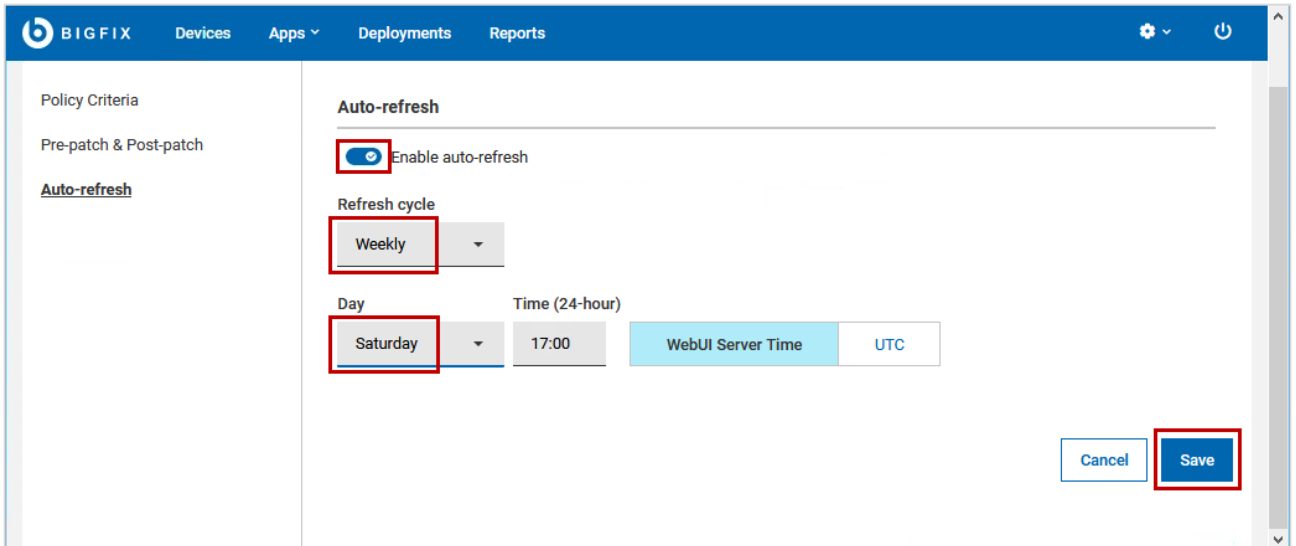 BIGFIX Devices Apps Deployments Reports
Policy Criteria
Pre-patch & Post-patch
Auto-refresh
Auto-refresh
Enable auto-refresh
Refresh cycle
Weekly
Day Time (24-hour)
Saturday 17:00 WebUI Server Time UTC
Cancel Save